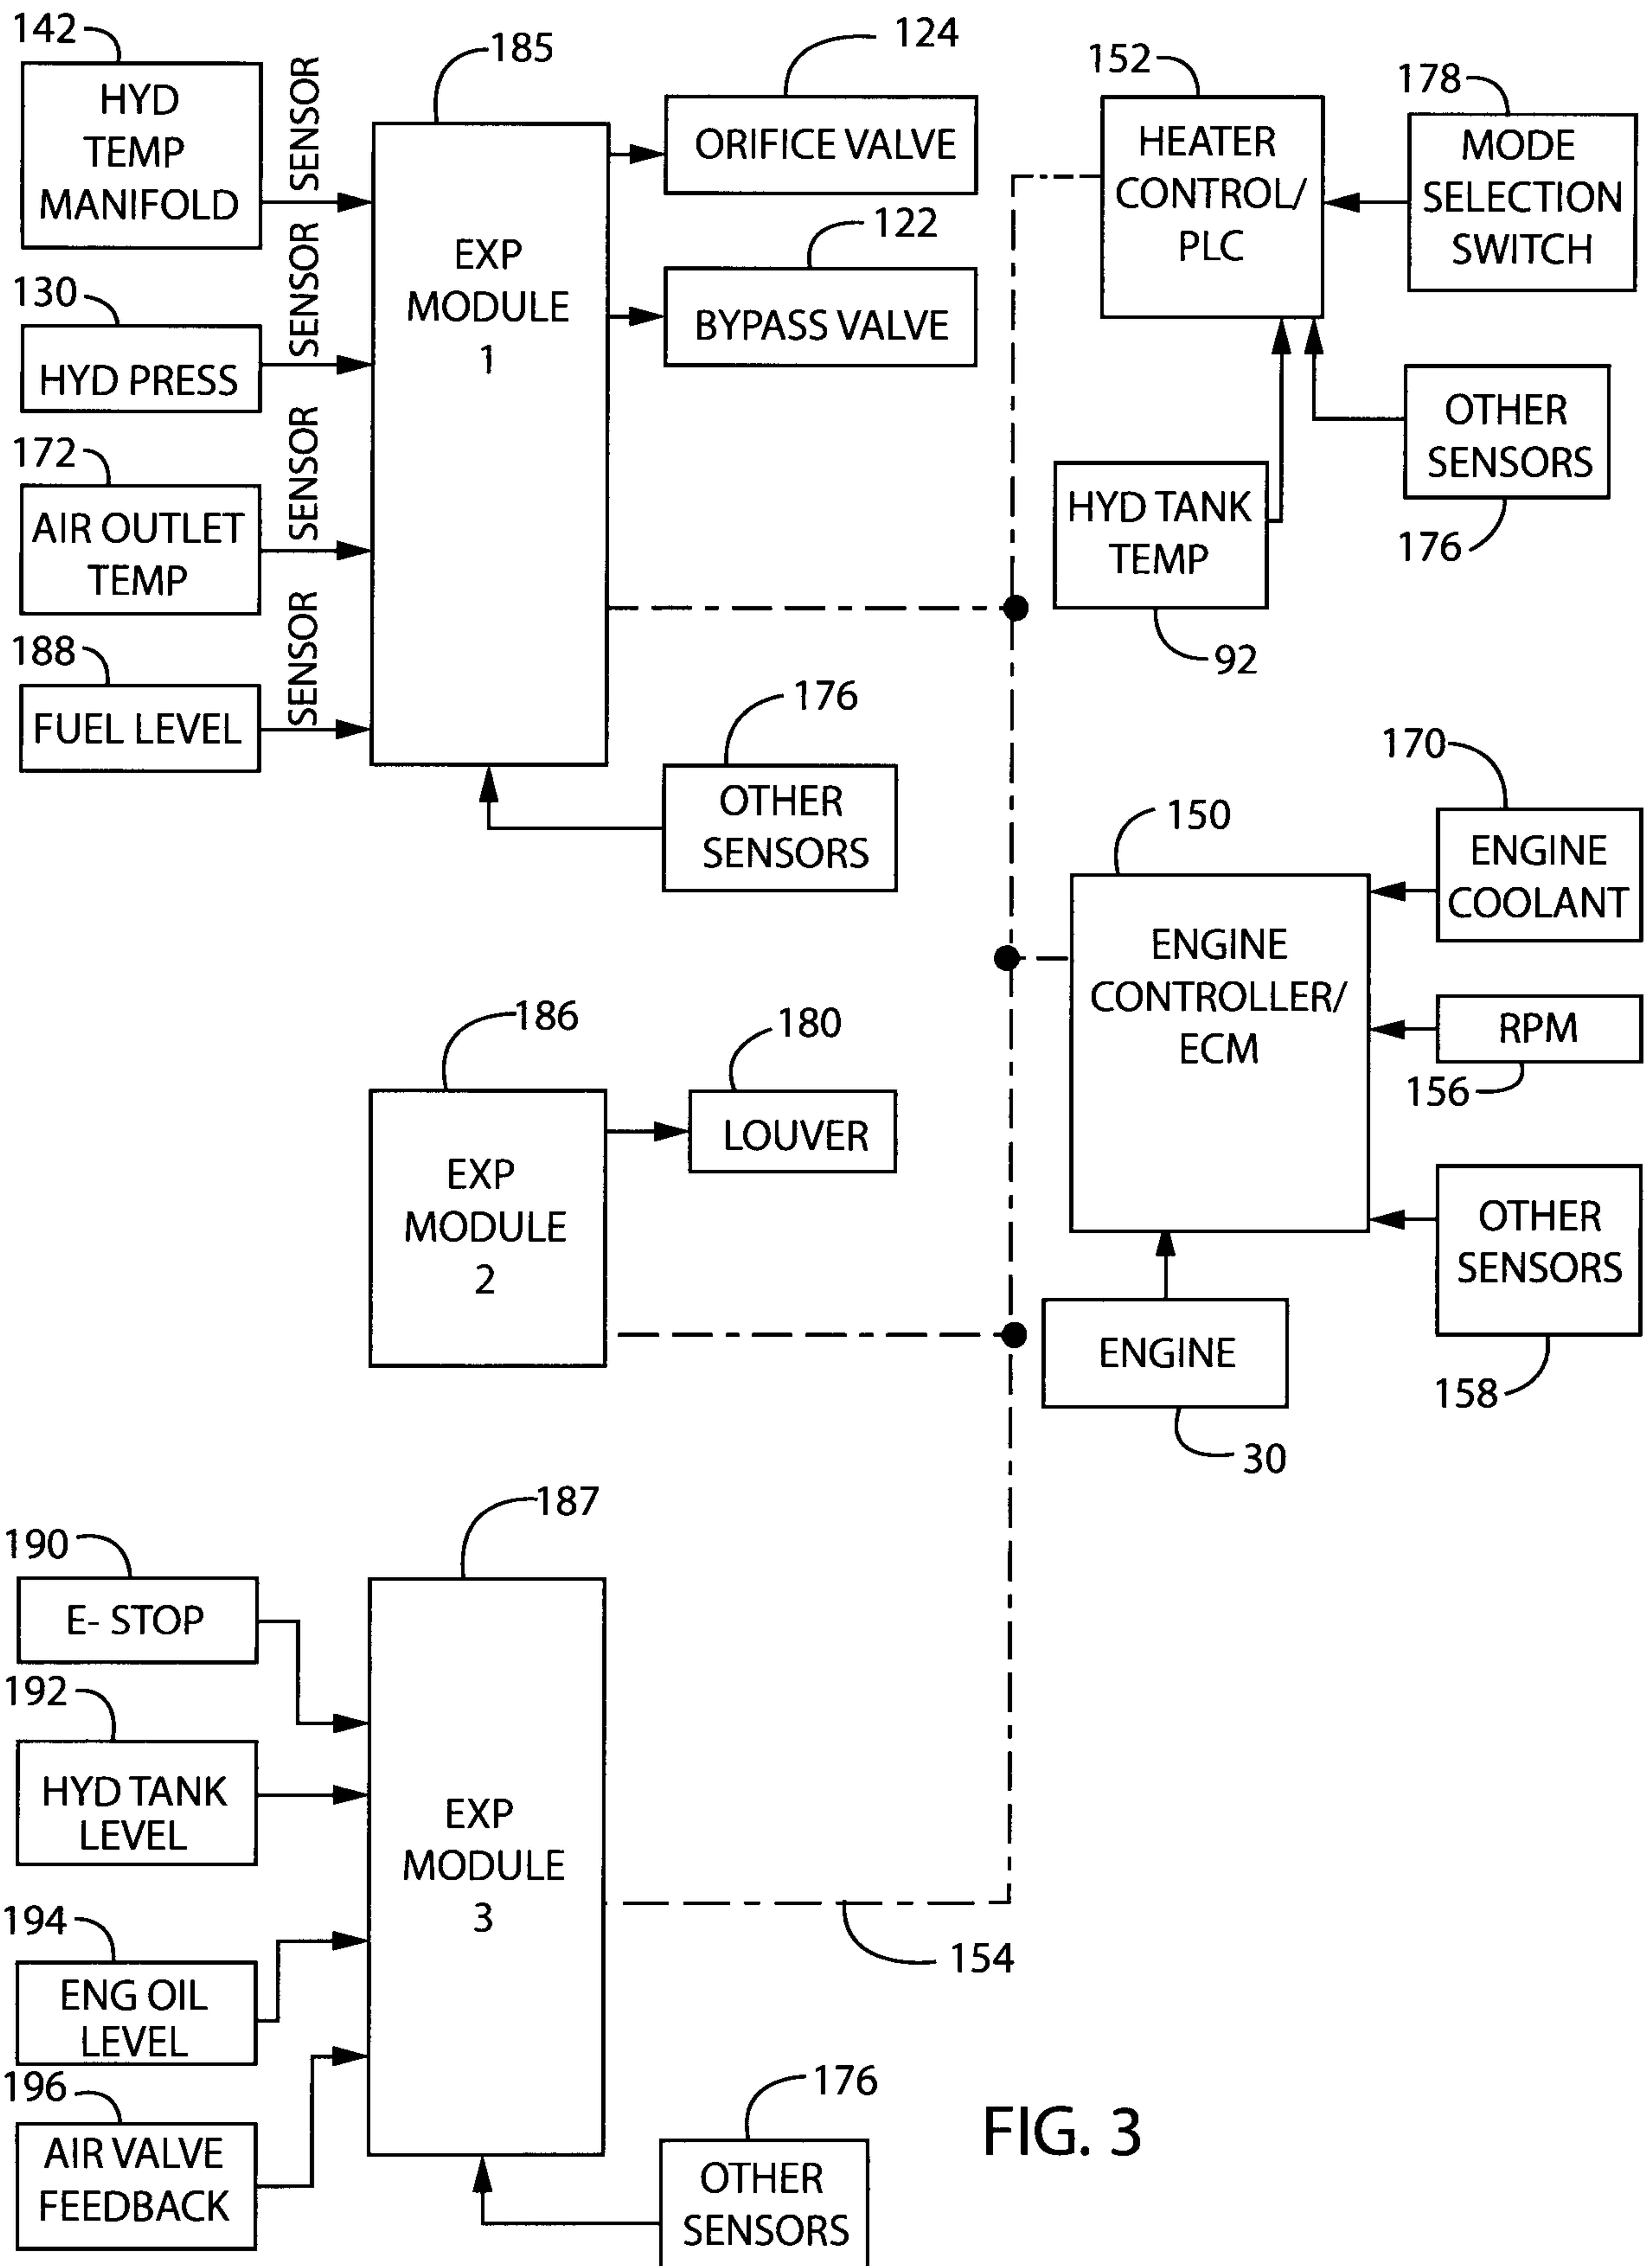 142
HYD
TEMP
MANIFOLD
SENSOR
130
HYD PRESS
SENSOR
172
AIR OUTLET
TEMP
SENSOR
188
FUEL LEVEL
SENSOR
185
EXP
MODULE
1
124
ORIFICE VALVE
122
BYPASS VALVE
176
OTHER
SENSORS
152
HEATER
CONTROL/
PLC
178
MODE
SELECTION
SWITCH
OTHER
SENSORS
176
HYD TANK
TEMP
92
170
ENGINE
COOLANT
150
ENGINE
CONTROLLER/
ECM
RPM
156
OTHER
SENSORS
158
ENGINE
30
186
EXP
MODULE
2
180
LOUVER
187
EXP
MODULE
3
190
E- STOP
192
HYD TANK
LEVEL
194
ENG OIL
LEVEL
196
AIR VALVE
FEEDBACK
154
176
OTHER
SENSORS
FIG. 3